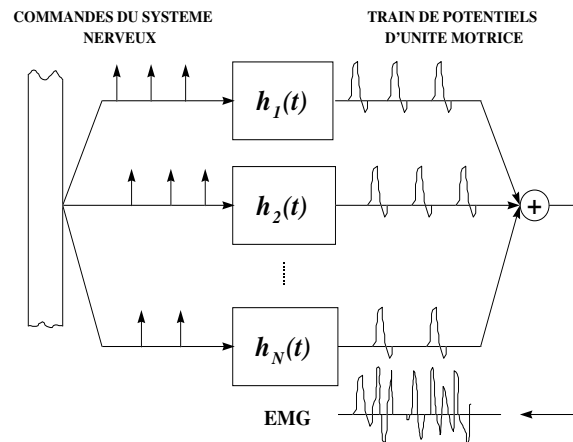 COMMANDES DU SYSTEME
NERVEUX
TRAIN DE POTENTIELS
D'UNITE MOTRICE
h1(t)
h2(t)
+
hN(t)
EMG